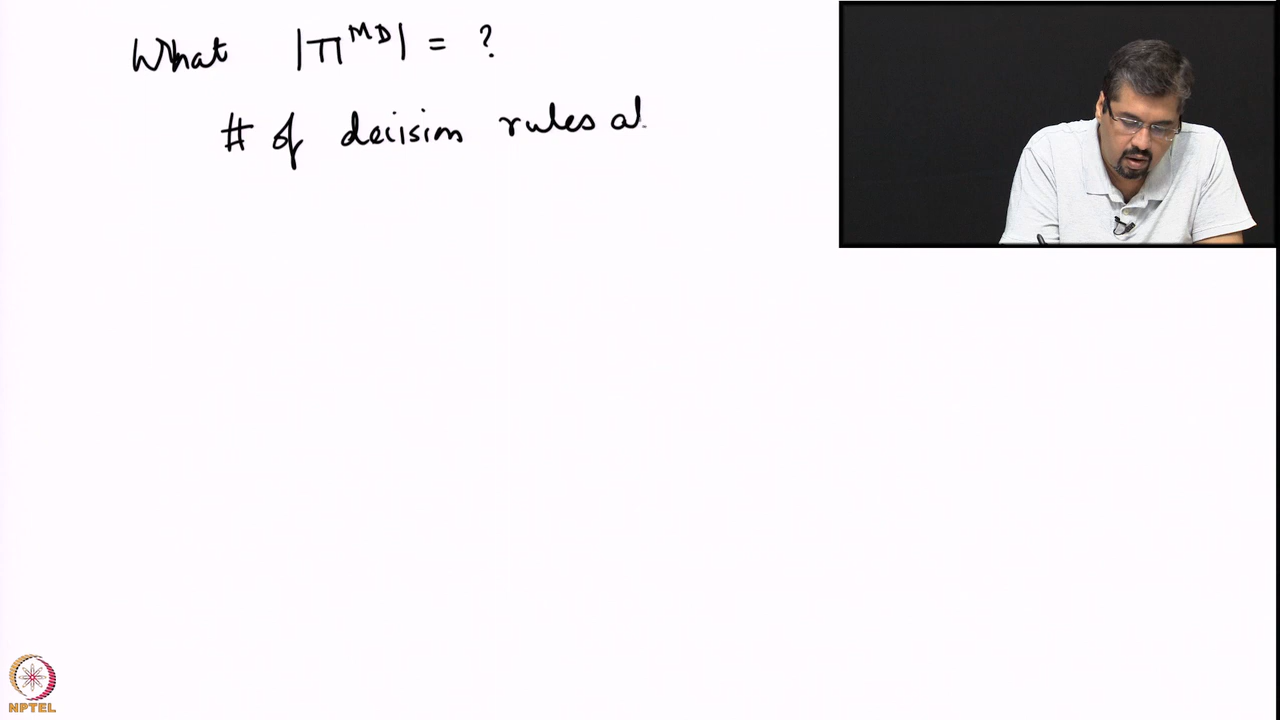 What |Π^MD| = ?
# of decision rules at
NPTEL